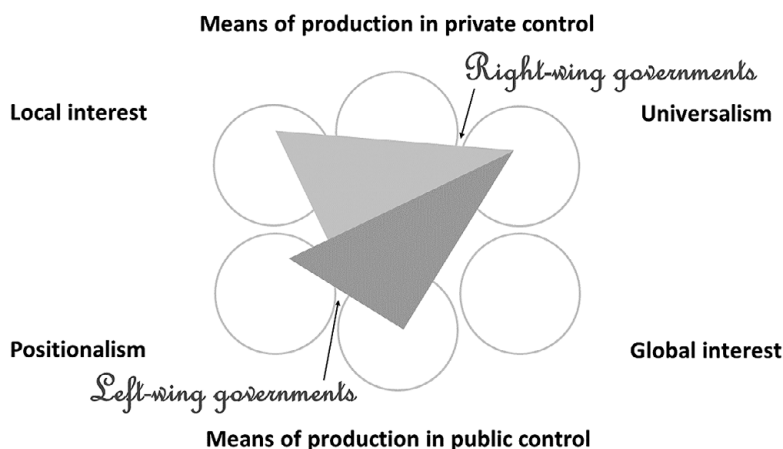 Means of production in private control
Right-wing governments
Local interest
Universalism
Positionalism
Global interest
Left-wing governments
Means of production in public control